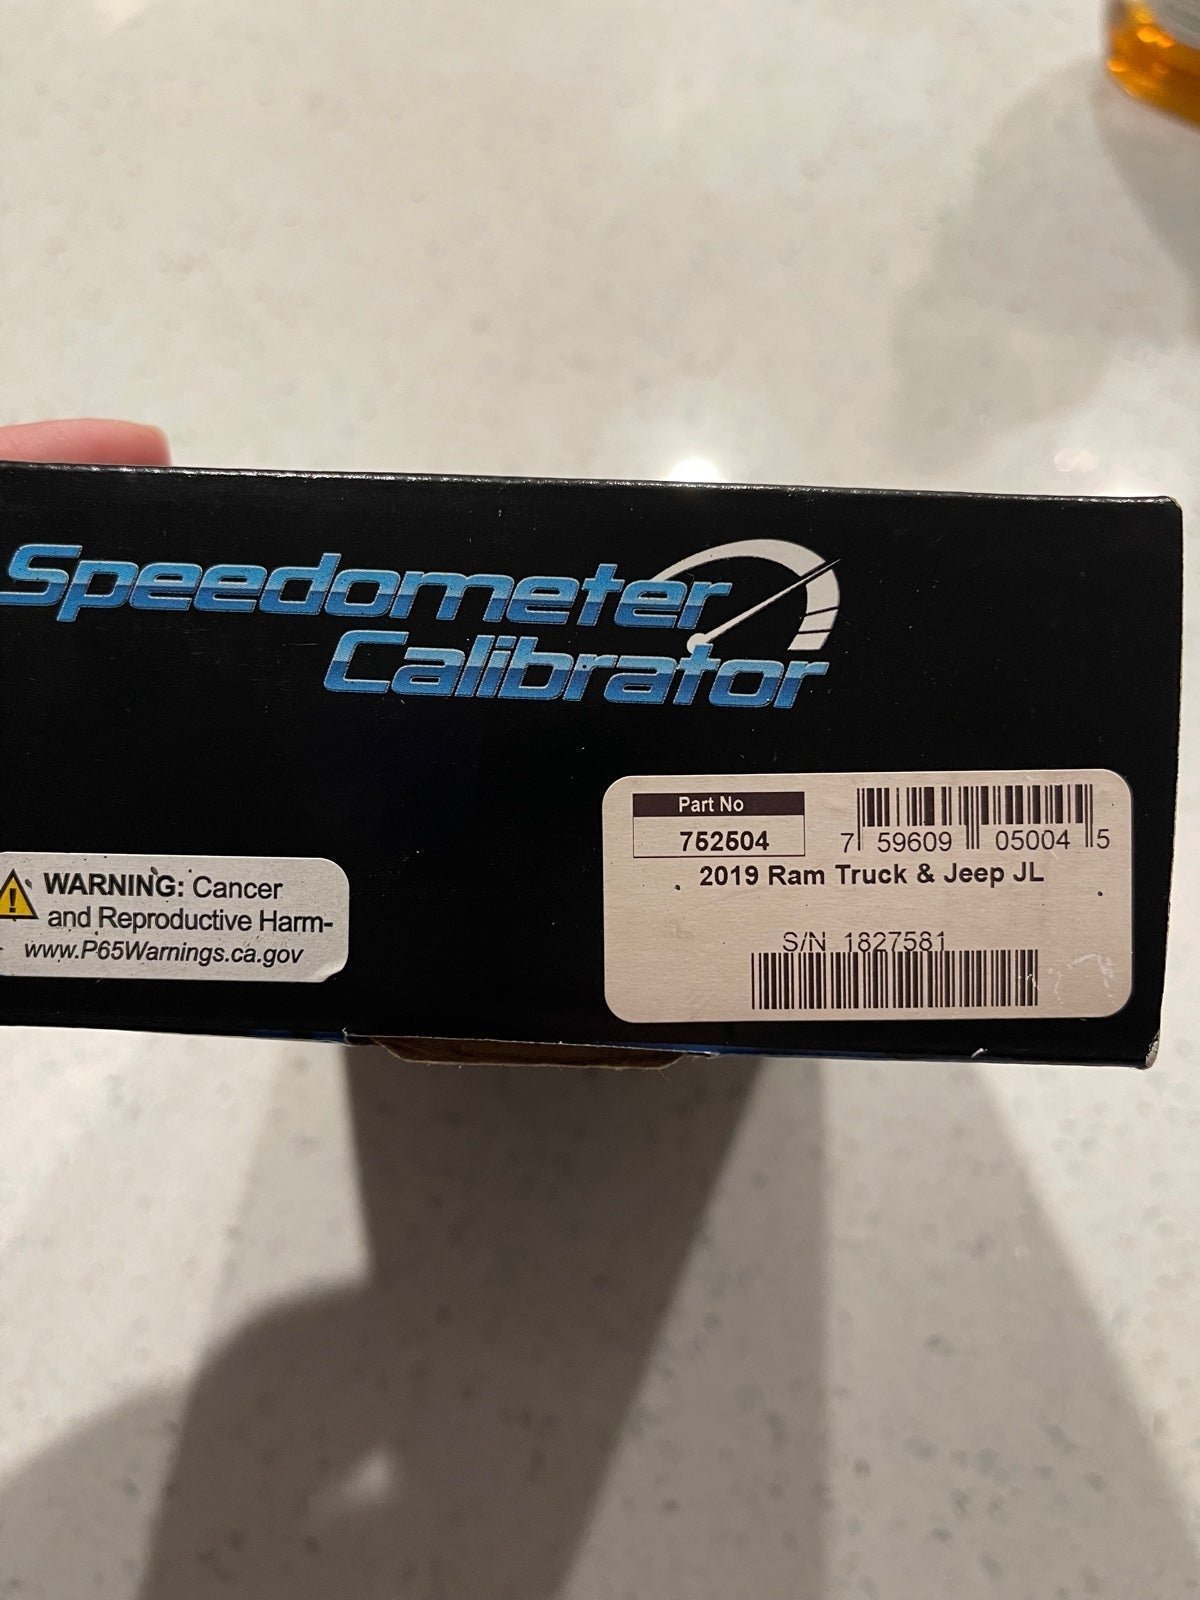 Speedometer
Calibrator
Part No
752504
7 59609 05004 5
2019 Ram Truck & Jeep JL
S/N 1827581
WARNING: Cancer
and Reproductive Harm-
www.P65Warnings.ca.gov